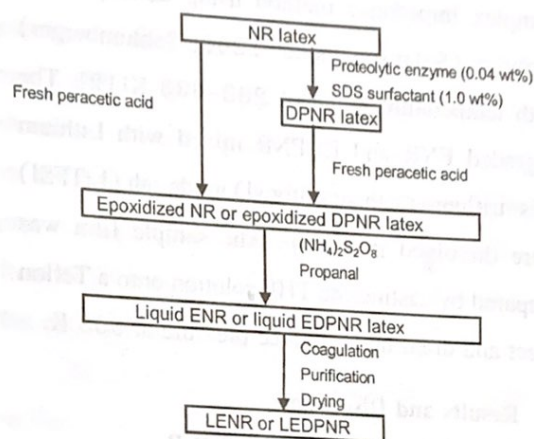 NR latex
Proteolytic enzyme (0.04 wt%)
SDS surfactant (1.0 wt%)
Fresh peracetic acid
DPNR latex
Fresh peracetic acid
Epoxidized NR or epoxidized DPNR latex
(NH4)2S2O8
Propanal
Liquid ENR or liquid EDPNR latex
Coagulation
Purification
Drying
LENR or LEDPNR